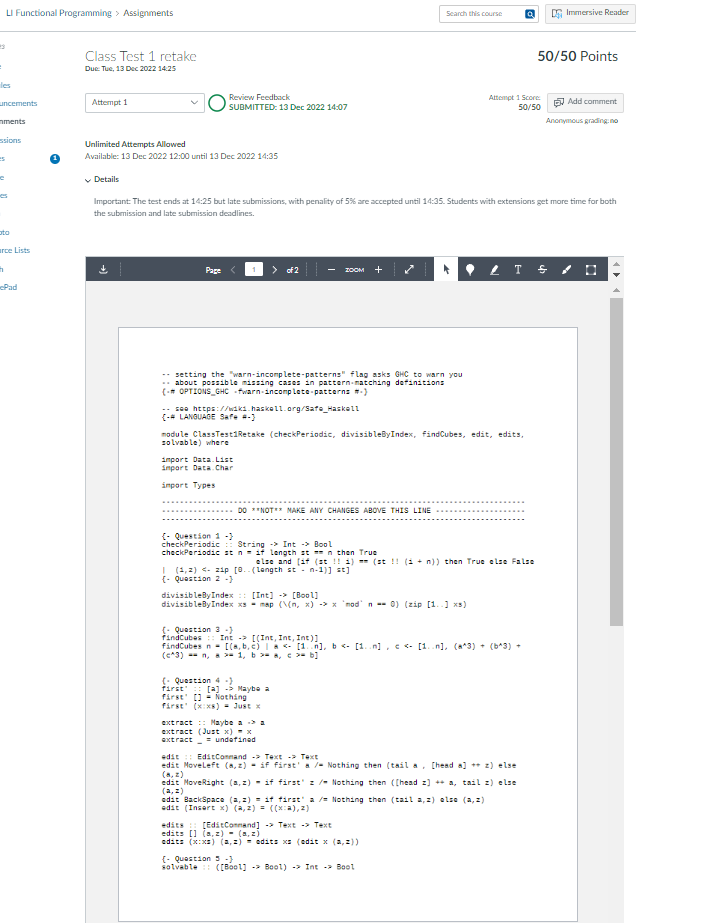 LI Functional Programming > Assignments
Search this course
Immersive Reader
Class Test 1 retake
50/50 Points
Due: Tue, 13 Dec 2022 14:25
Attempt 1
Review Feedback
SUBMITTED: 13 Dec 2022 14:07
Attempt 1 Score:
50/50
Add comment
Anonymous grading: no
Unlimited Attempts Allowed
Available: 13 Dec 2022 12:00 until 13 Dec 2022 14:35
Details
Important: The test ends at 14:25 but late submissions, with penality of 5% are accepted until 14:35. Students with extensions get more time for both
the submission and late submission deadlines.
les
uncements
nments
ssions
s
1
e
es
oto
rce Lists
h
ePad
Page < 1 > of 2 − ZOOM +
T
S
-- setting the "warn-incomplete-patterns" flag asks GHC to warn you
-- about possible missing cases in pattern-matching definitions
{-# OPTIONS_GHC -fwarn-incomplete-patterns #-}
-- see https://wiki.haskell.org/Safe_Haskell
{-# LANGUAGE Safe #-}
module ClassTest1Retake (checkPeriodic, divisibleByIndex, findCubes, edit, edits,
solvable) where
import Data.List
import Data.Char
import Types
---------------------------------------------------------------------------
--------------- DO **NOT** MAKE ANY CHANGES ABOVE THIS LINE ------------------
---------------------------------------------------------------------------
{- Question 1 -}
checkPeriodic :: String -> Int -> Bool
checkPeriodic st n = if length st == n then True
else and [if (st !! i) == (st !! (i + n)) then True else False
| (i,z) <- zip [0..(length st - n-1)] st]
{- Question 2 -}
divisibleByIndex :: [Int] -> [Bool]
divisibleByIndex xs = map (\(n, x) -> x `mod` n == 0) (zip [1..] xs)
{- Question 3 -}
findCubes :: Int -> [(Int,Int,Int)]
findCubes n = [(a,b,c) | a <- [1..n], b <- [1..n] , c <- [1..n], (a^3) + (b^3) +
(c^3) == n, a >= 1, b >= a, c >= b]
{- Question 4 -}
first' :: [a] -> Maybe a
first' [] = Nothing
first' (x:xs) = Just x
extract :: Maybe a -> a
extract (Just x) = x
extract _ = undefined
edit :: EditCommand -> Text -> Text
edit MoveLeft (a,z) = if first' a /= Nothing then (tail a , [head a] ++ z) else
(a,z)
edit MoveRight (a,z) = if first' z /= Nothing then ([head z] ++ a, tail z) else
(a,z)
edit BackSpace (a,z) = if first' a /= Nothing then (tail a,z) else (a,z)
edit (Insert x) (a,z) = ((x:a),z)
edits :: [EditCommand] -> Text -> Text
edits [] (a,z) = (a,z)
edits (x:xs) (a,z) = edits xs (edit x (a,z))
{- Question 5 -}
solvable :: ([Bool] -> Bool) -> Int -> Bool